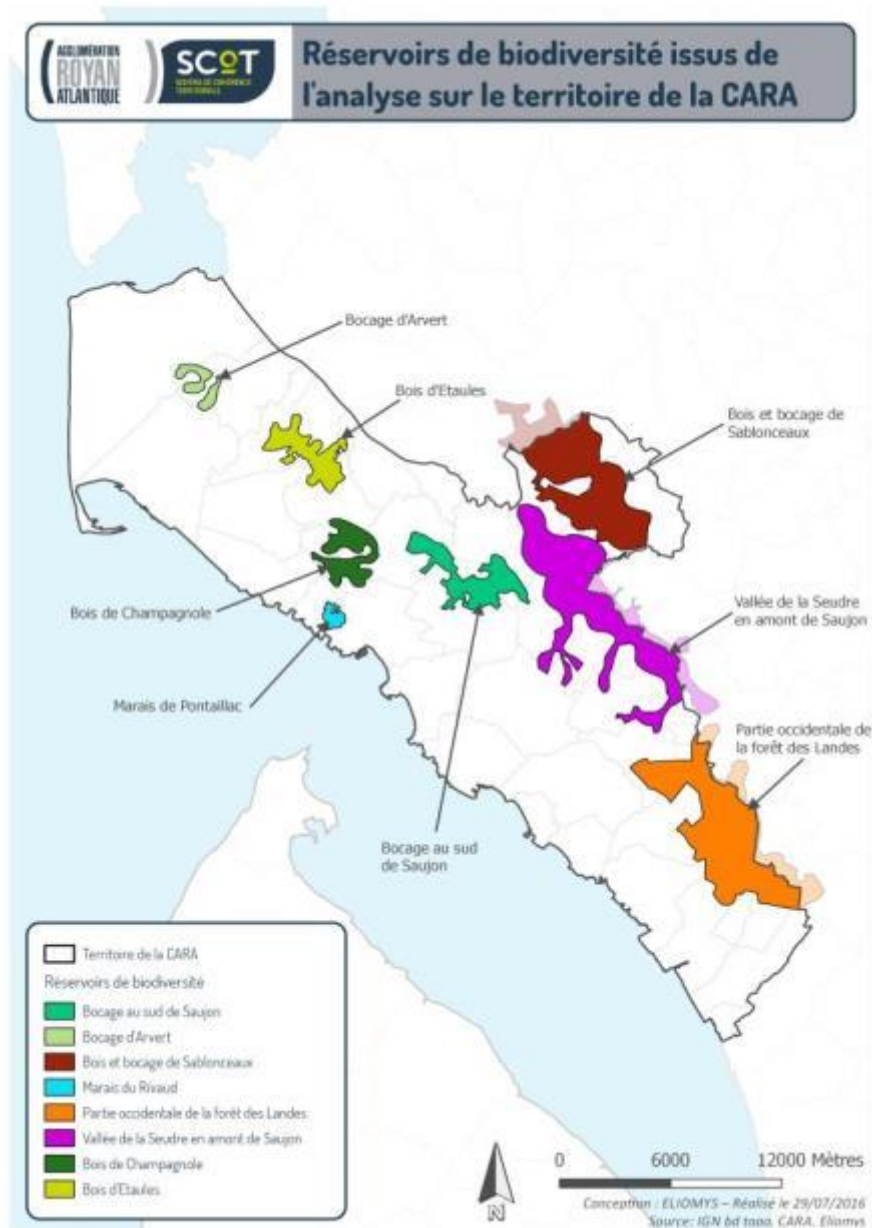 AGGLOMÉRATION
ROYAN
ATLANTIQUE
SCOT
Réservoirs de biodiversité issus de
l'analyse sur le territoire de la CARA
Bocage d'Arvert
Bois d'Etaules
Bois et bocage de
Sablonceaux
Bois de Champagnole
Vallée de la Seudre
en amont de Saujon
Marais de Pontaillac
Partie occidentale de
la forêt des Landes
Bocage au sud
de Saujon
Territoire de la CARA
Réservoirs de biodiversité
Bocage au sud de Saujon
Bocage d'Arvert
Bois et bocage de Sablonceaux
Marais du Rivaud
Partie occidentale de la forêt des Landes
Vallée de la Seudre en amont de Saujon
Bois de Champagnole
Bois d'Etaules
N
0 6000 12000 Mètres
Conception : ELIOMYS – Réalisé le 29/07/2016
Source: IGN bd topo, CARA, Eliomys